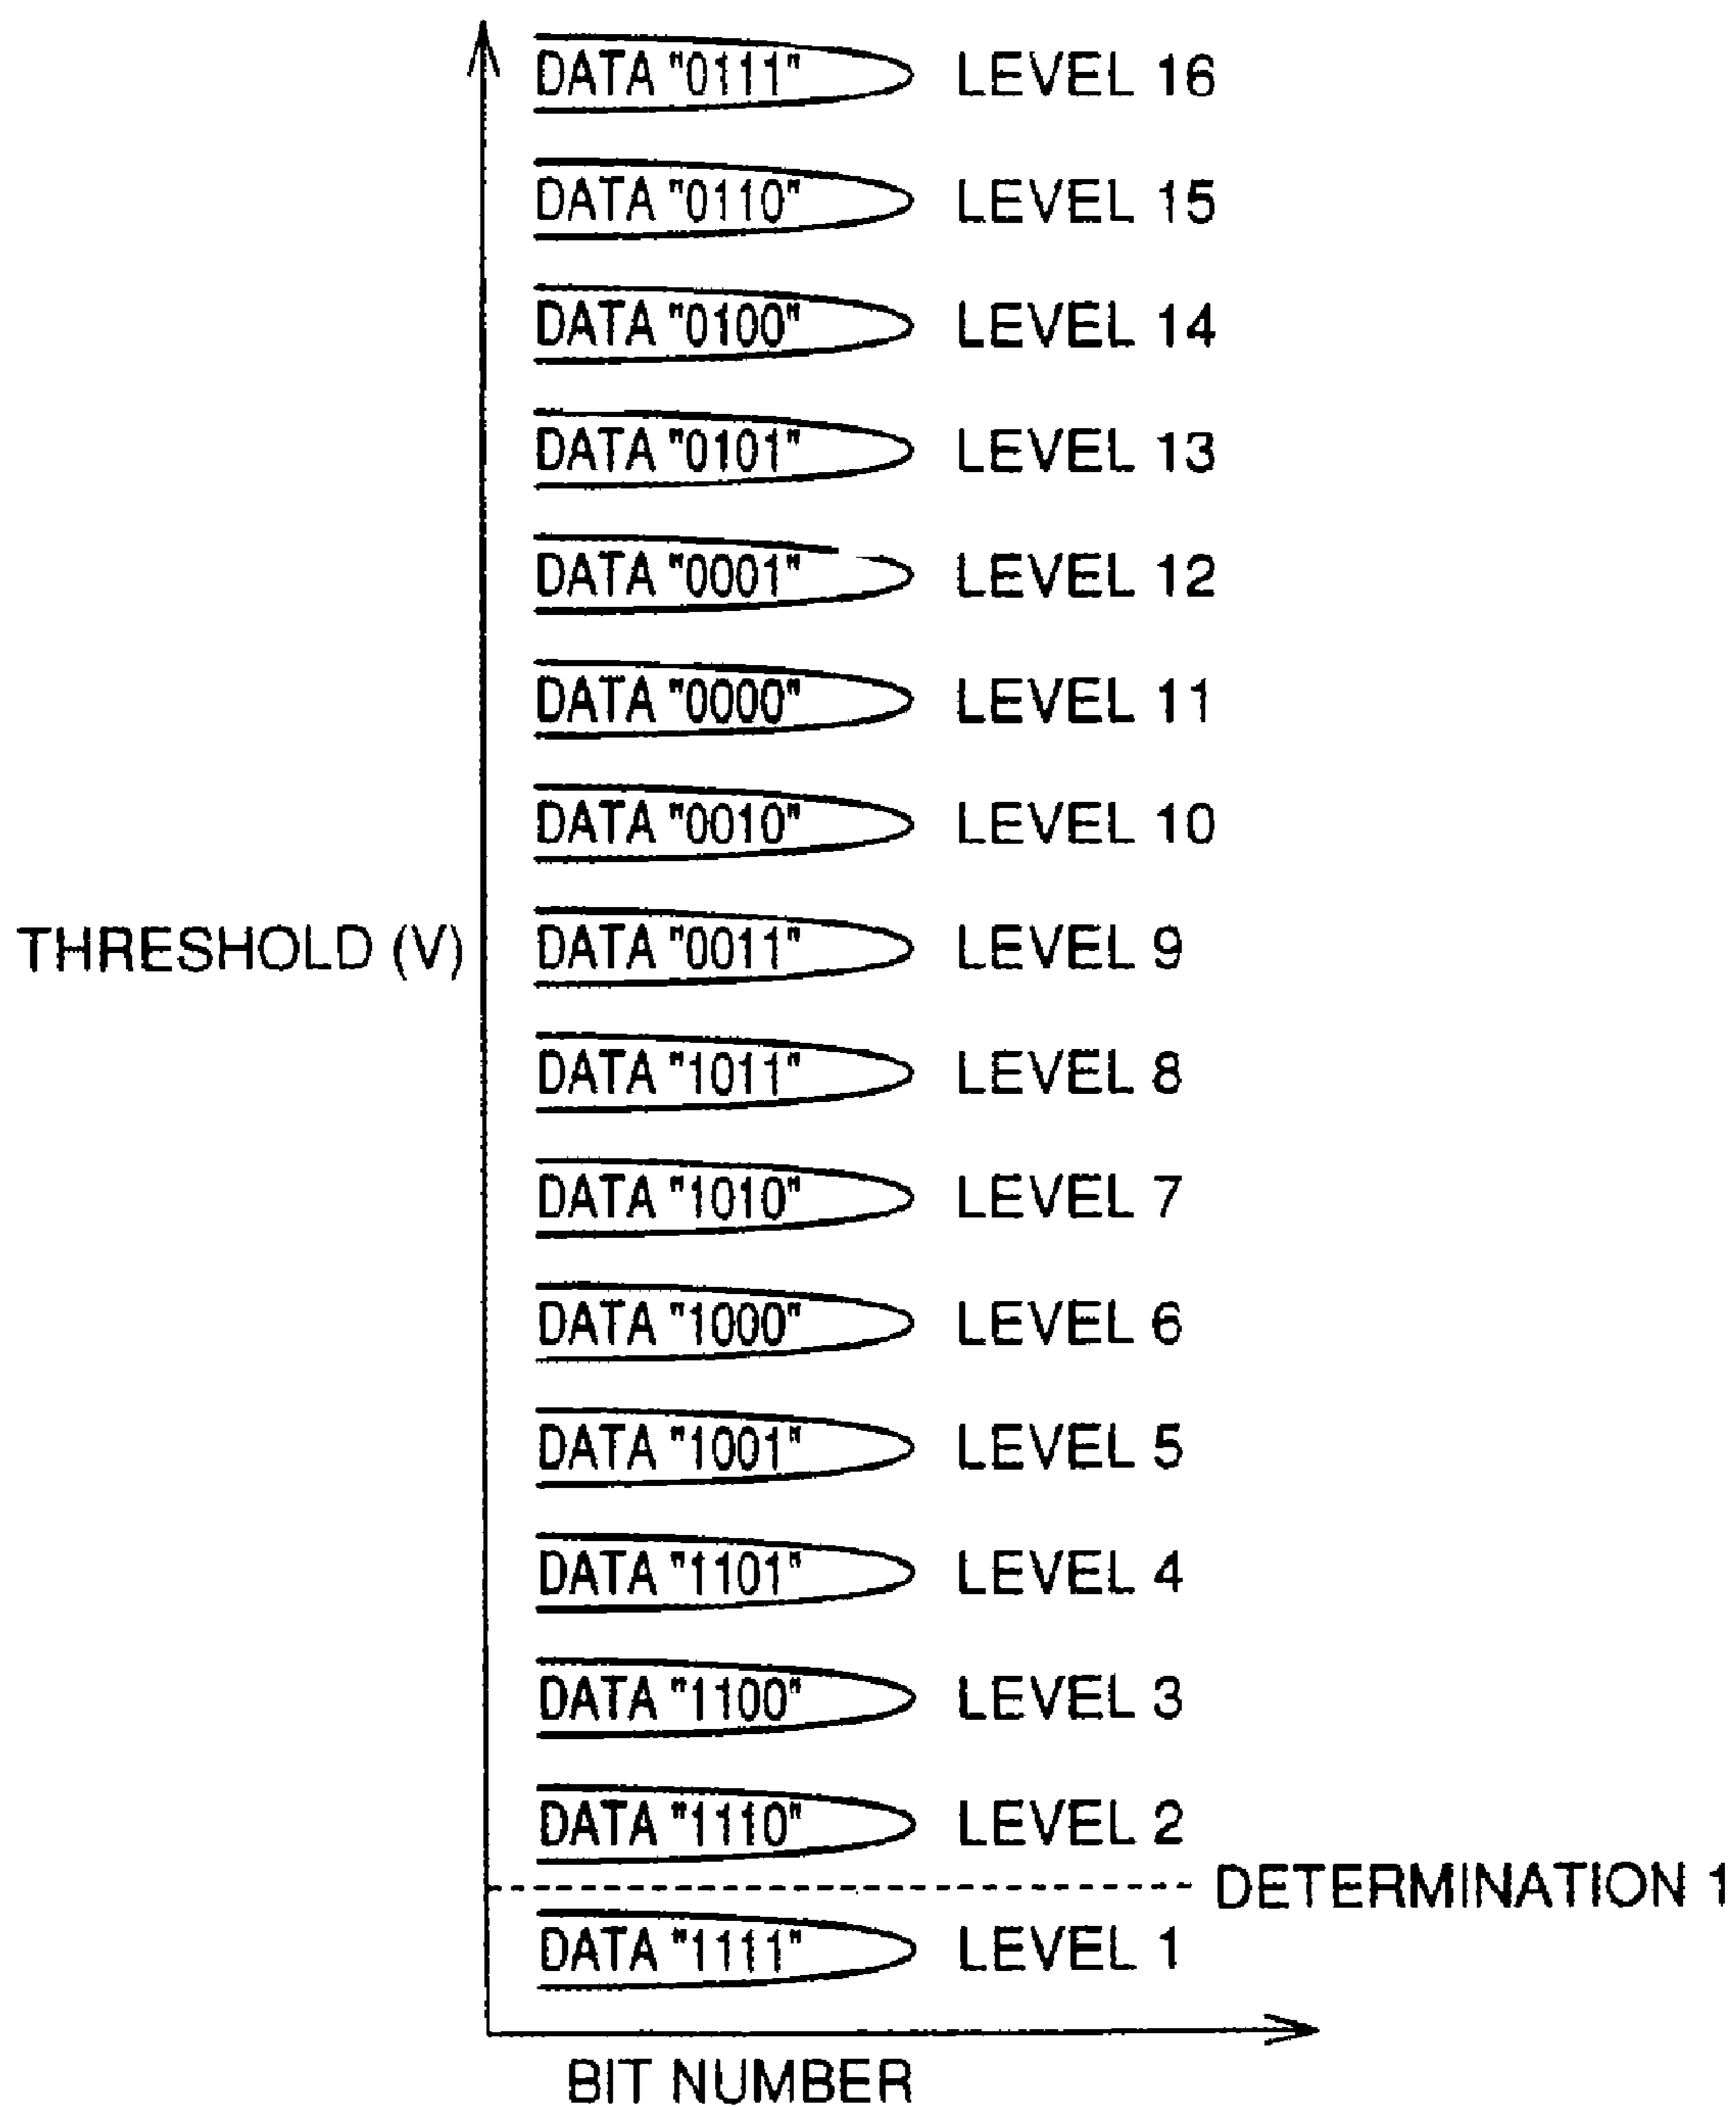 DATA "0111" LEVEL 16
DATA "0110" LEVEL 15
DATA "0100" LEVEL 14
DATA "0101" LEVEL 13
DATA "0001" LEVEL 12
DATA "0000" LEVEL 11
DATA "0010" LEVEL 10
THRESHOLD (V) DATA "0011" LEVEL 9
DATA "1011" LEVEL 8
DATA "1010" LEVEL 7
DATA "1000" LEVEL 6
DATA "1001" LEVEL 5
DATA "1101" LEVEL 4
DATA "1100" LEVEL 3
DATA "1110" LEVEL 2
DETERMINATION 1
DATA "1111" LEVEL 1
BIT NUMBER